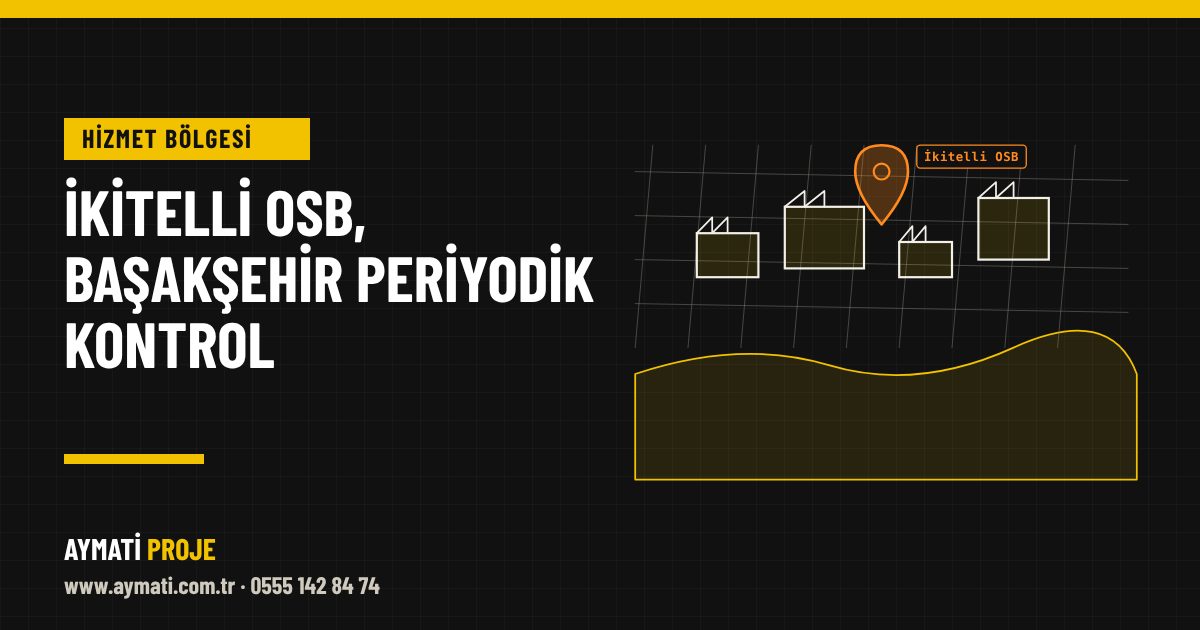 HİZMET BÖLGESİ
İKİTELLİ OSB,
BAŞAKŞEHİR PERİYODİK
KONTROL
İkitelli OSB
AYMATİ PROJE
www.aymati.com.tr · 0555 142 84 74